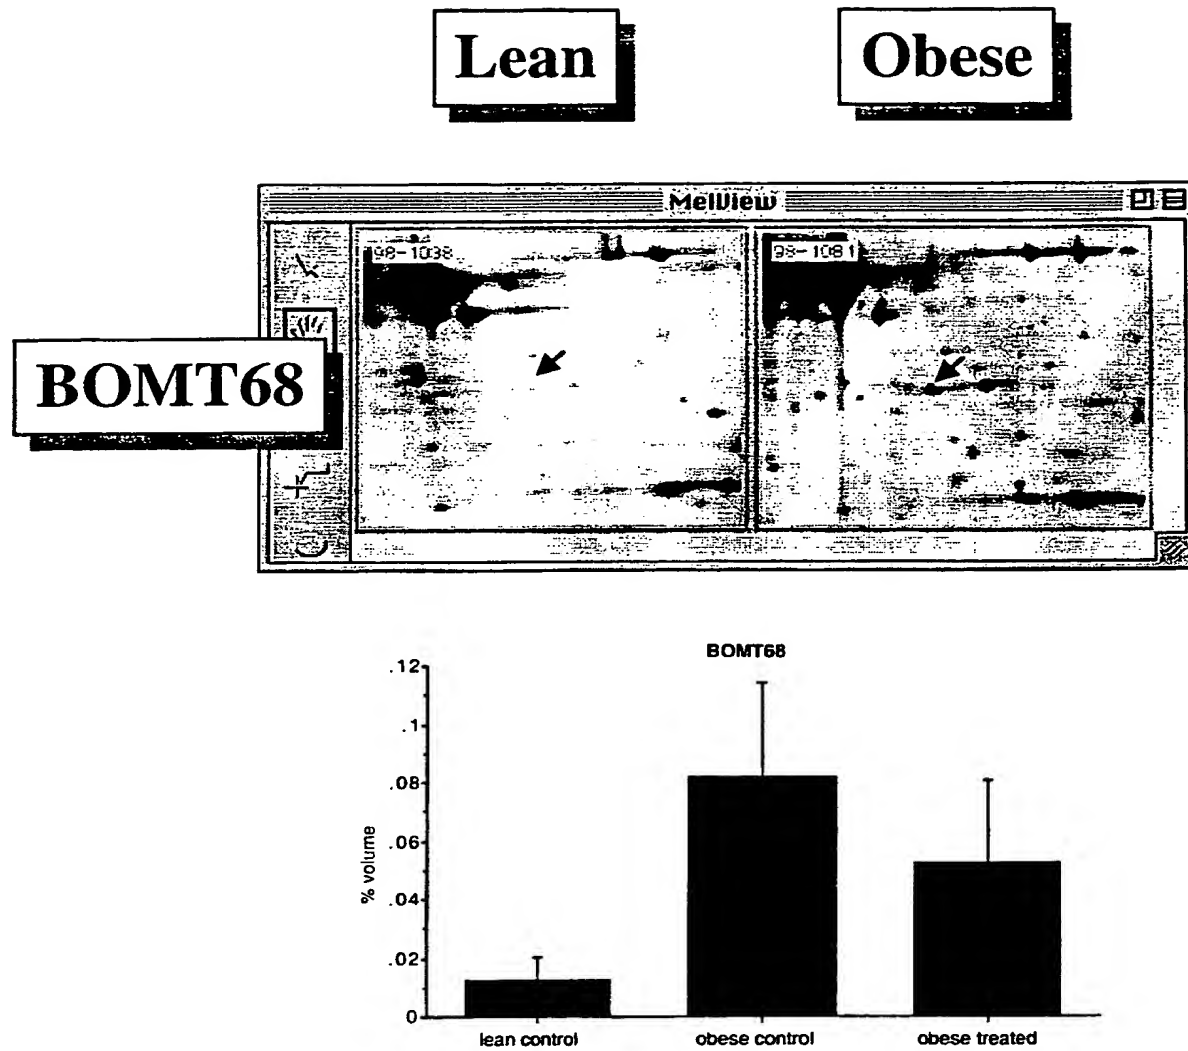 Lean Obese
MelView
98-1038 98-1081
BOMT68
BOMT68
.12
.1
.08
.06
.04
.02
0
% volume
lean control obese control obese treated